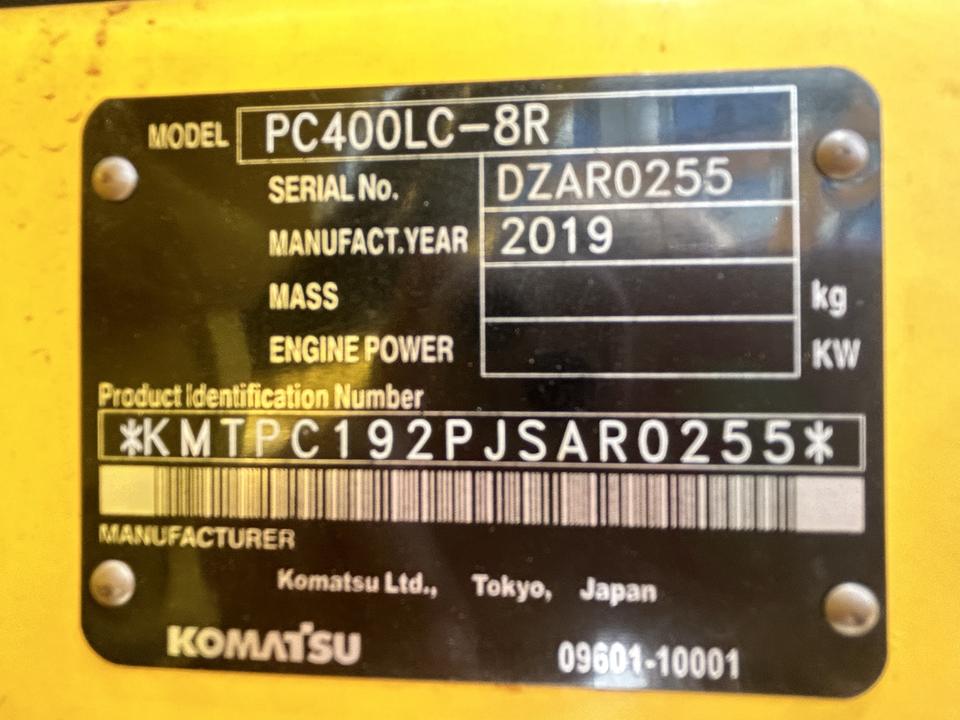 MODEL PC400LC-8R
SERIAL No. DZAR0255
MANUFACT.YEAR 2019
MASS kg
ENGINE POWER KW
Product Identification Number
*KMTPC192PJSAR0255*
MANUFACTURER
Komatsu Ltd., Tokyo, Japan
KOMATSU 09601-10001